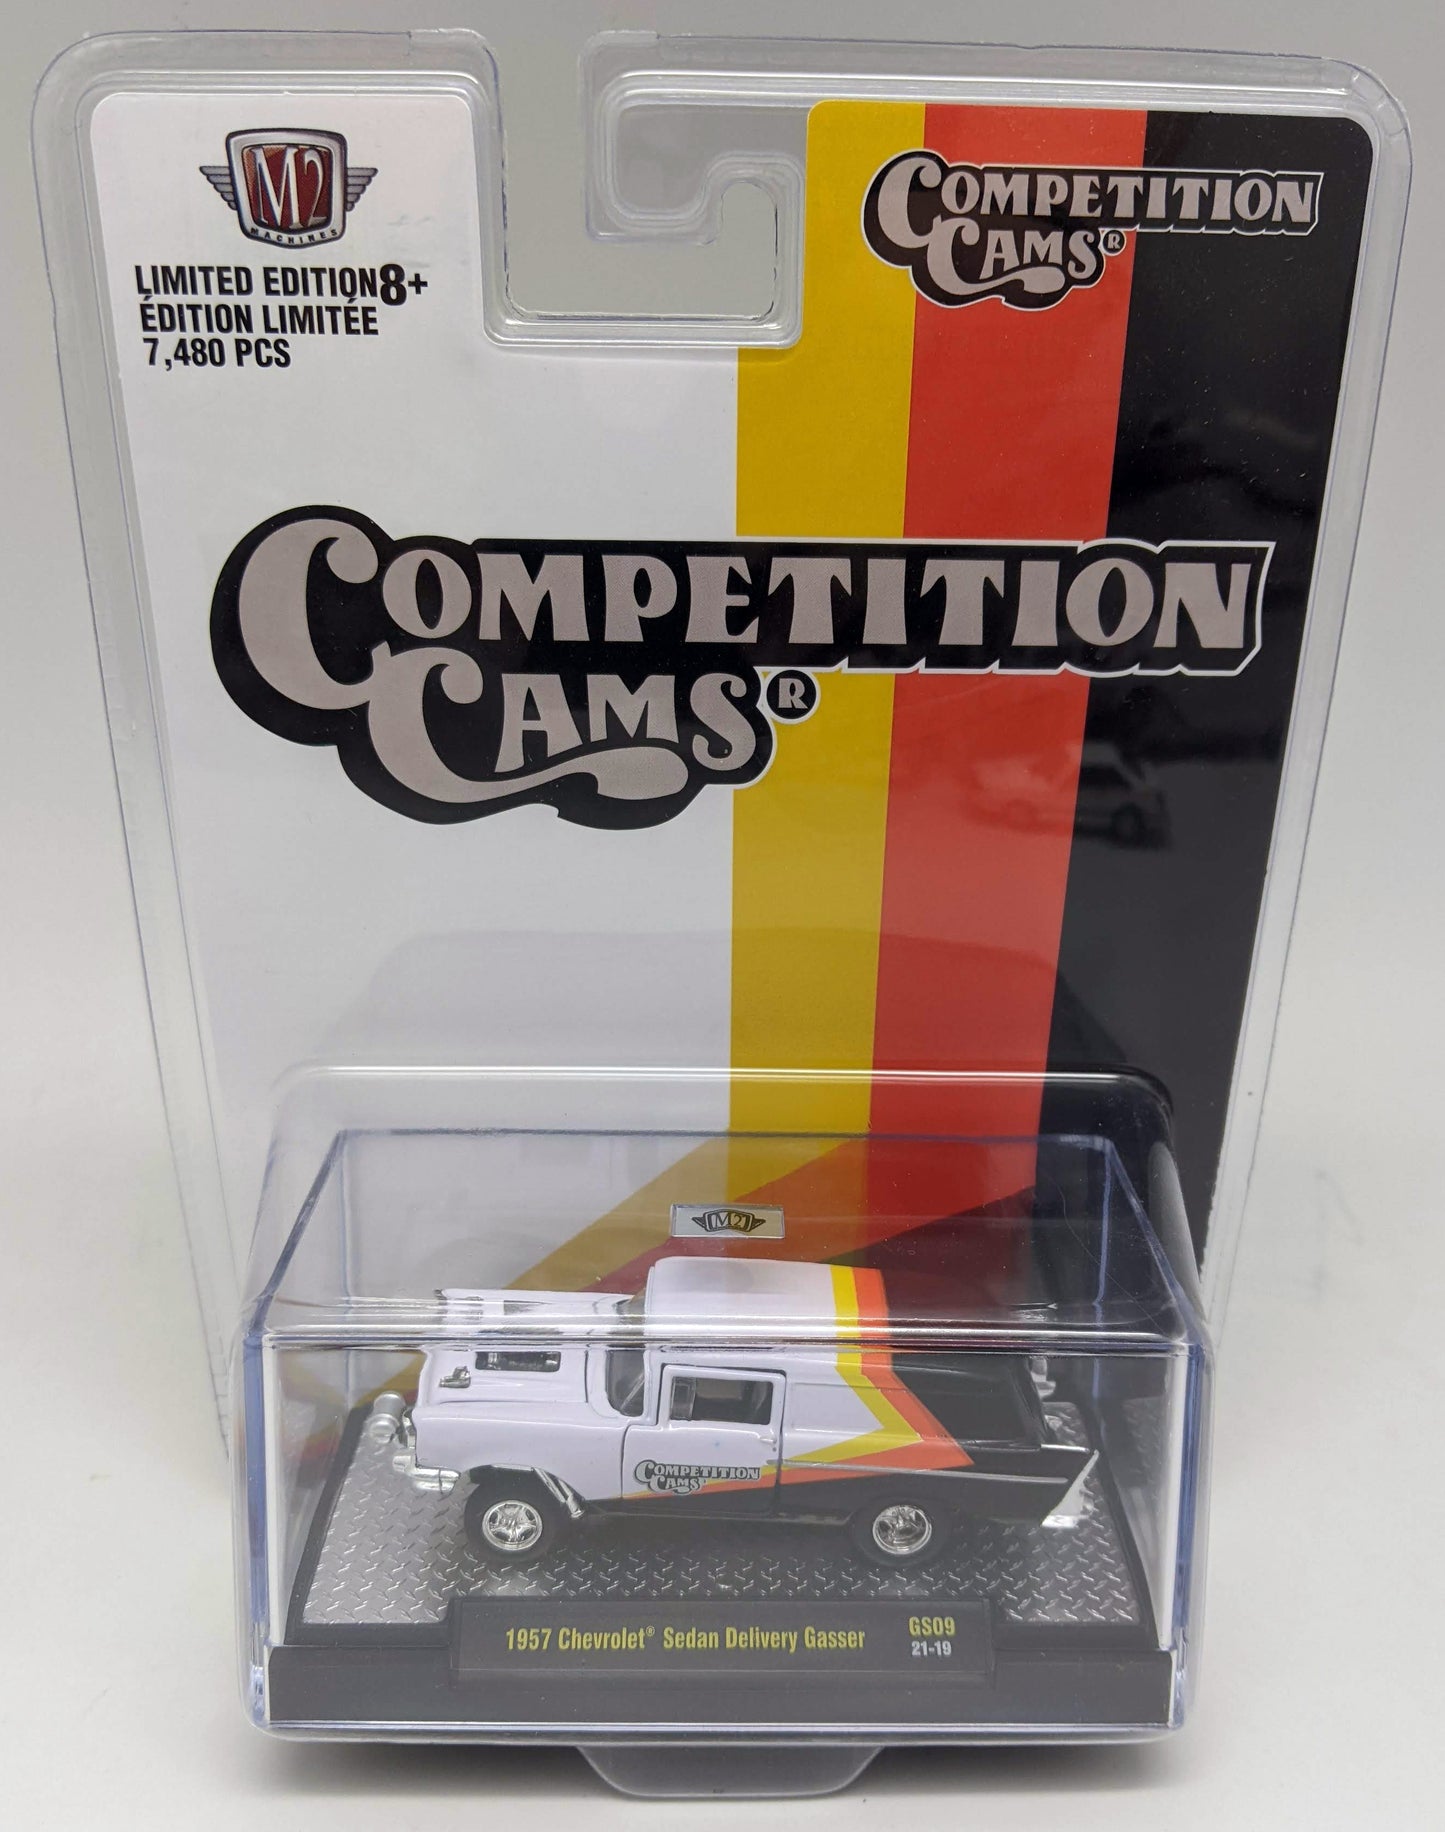 M2
MACHINES
LIMITED EDITION 8+
ÉDITION LIMITÉE
7,480 PCS
COMPETITION
CAMS®
COMPETITION
CAMS®
M2
COMPETITION
CAMS
1957 Chevrolet® Sedan Delivery Gasser
GS09
21-19